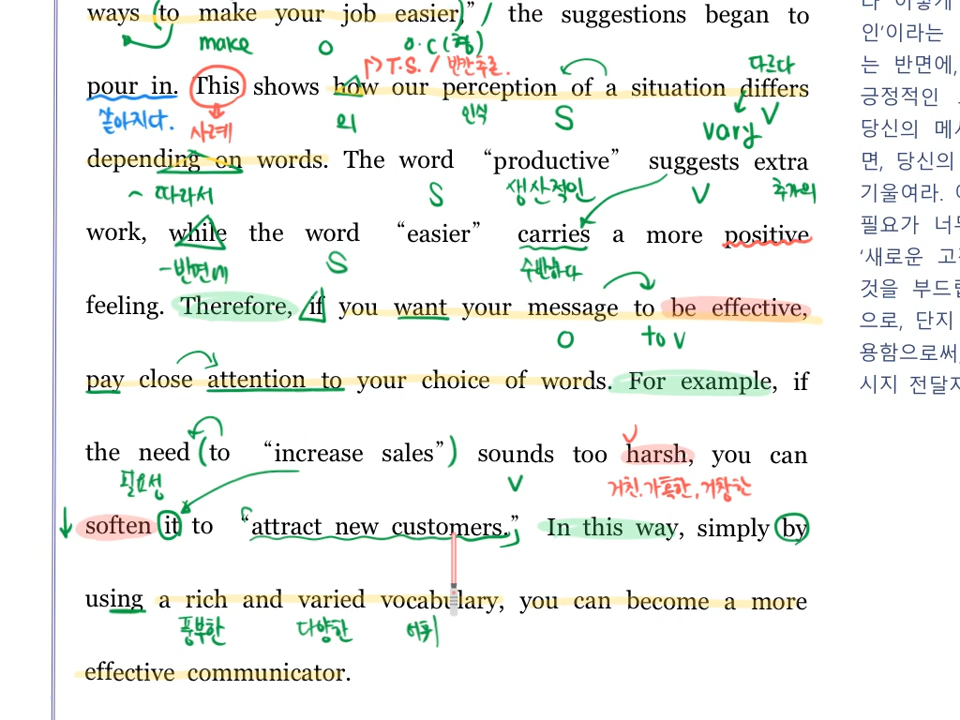 ways (to make your job easier)." / the suggestions began to
make O O·C (형)
T.S. / 빈칸추론. 다르다
pour in. This shows how our perception of a situation differs
쏟아지다. 사례 의 인식 S vary V
depending on words. The word "productive" suggests extra
~ 따라서 S 생산적인 V 추가의
work, while the word "easier" carries a more positive
~반면에 S 수반하다
feeling. Therefore, if you want your message to be effective,
O to V
pay close attention to your choice of words. For example, if
the need (to "increase sales") sounds too harsh, you can
필요성 V 거친, 가혹한, 거창한
soften it to "attract new customers." In this way, simply by
using a rich and varied vocabulary, you can become a more
풍부한 다양한 어휘
effective communicator.
인'이라는
는 반면에,
긍정적인
당신의 메시
면, 당신의
기울여라.
필요가 너무
'새로운 고
것을 부드럽
으로, 단지
용함으로써,
시지 전달자